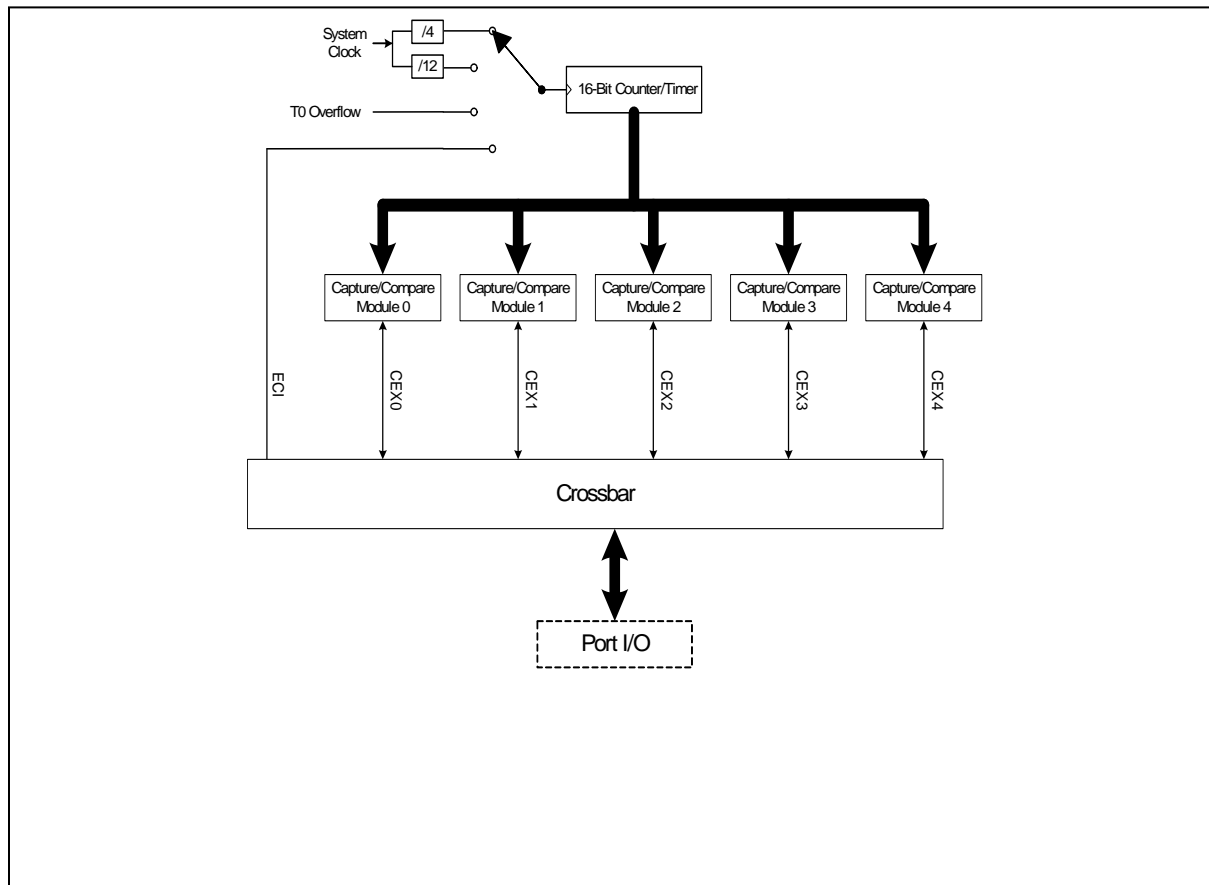 System
Clock
/4
/12
16-Bit Counter/Timer
T0 Overflow
Capture/Compare
Module 0
Capture/Compare
Module 1
Capture/Compare
Module 2
Capture/Compare
Module 3
Capture/Compare
Module 4
ECI
CEX0
CEX1
CEX2
CEX3
CEX4
Crossbar
Port I/O